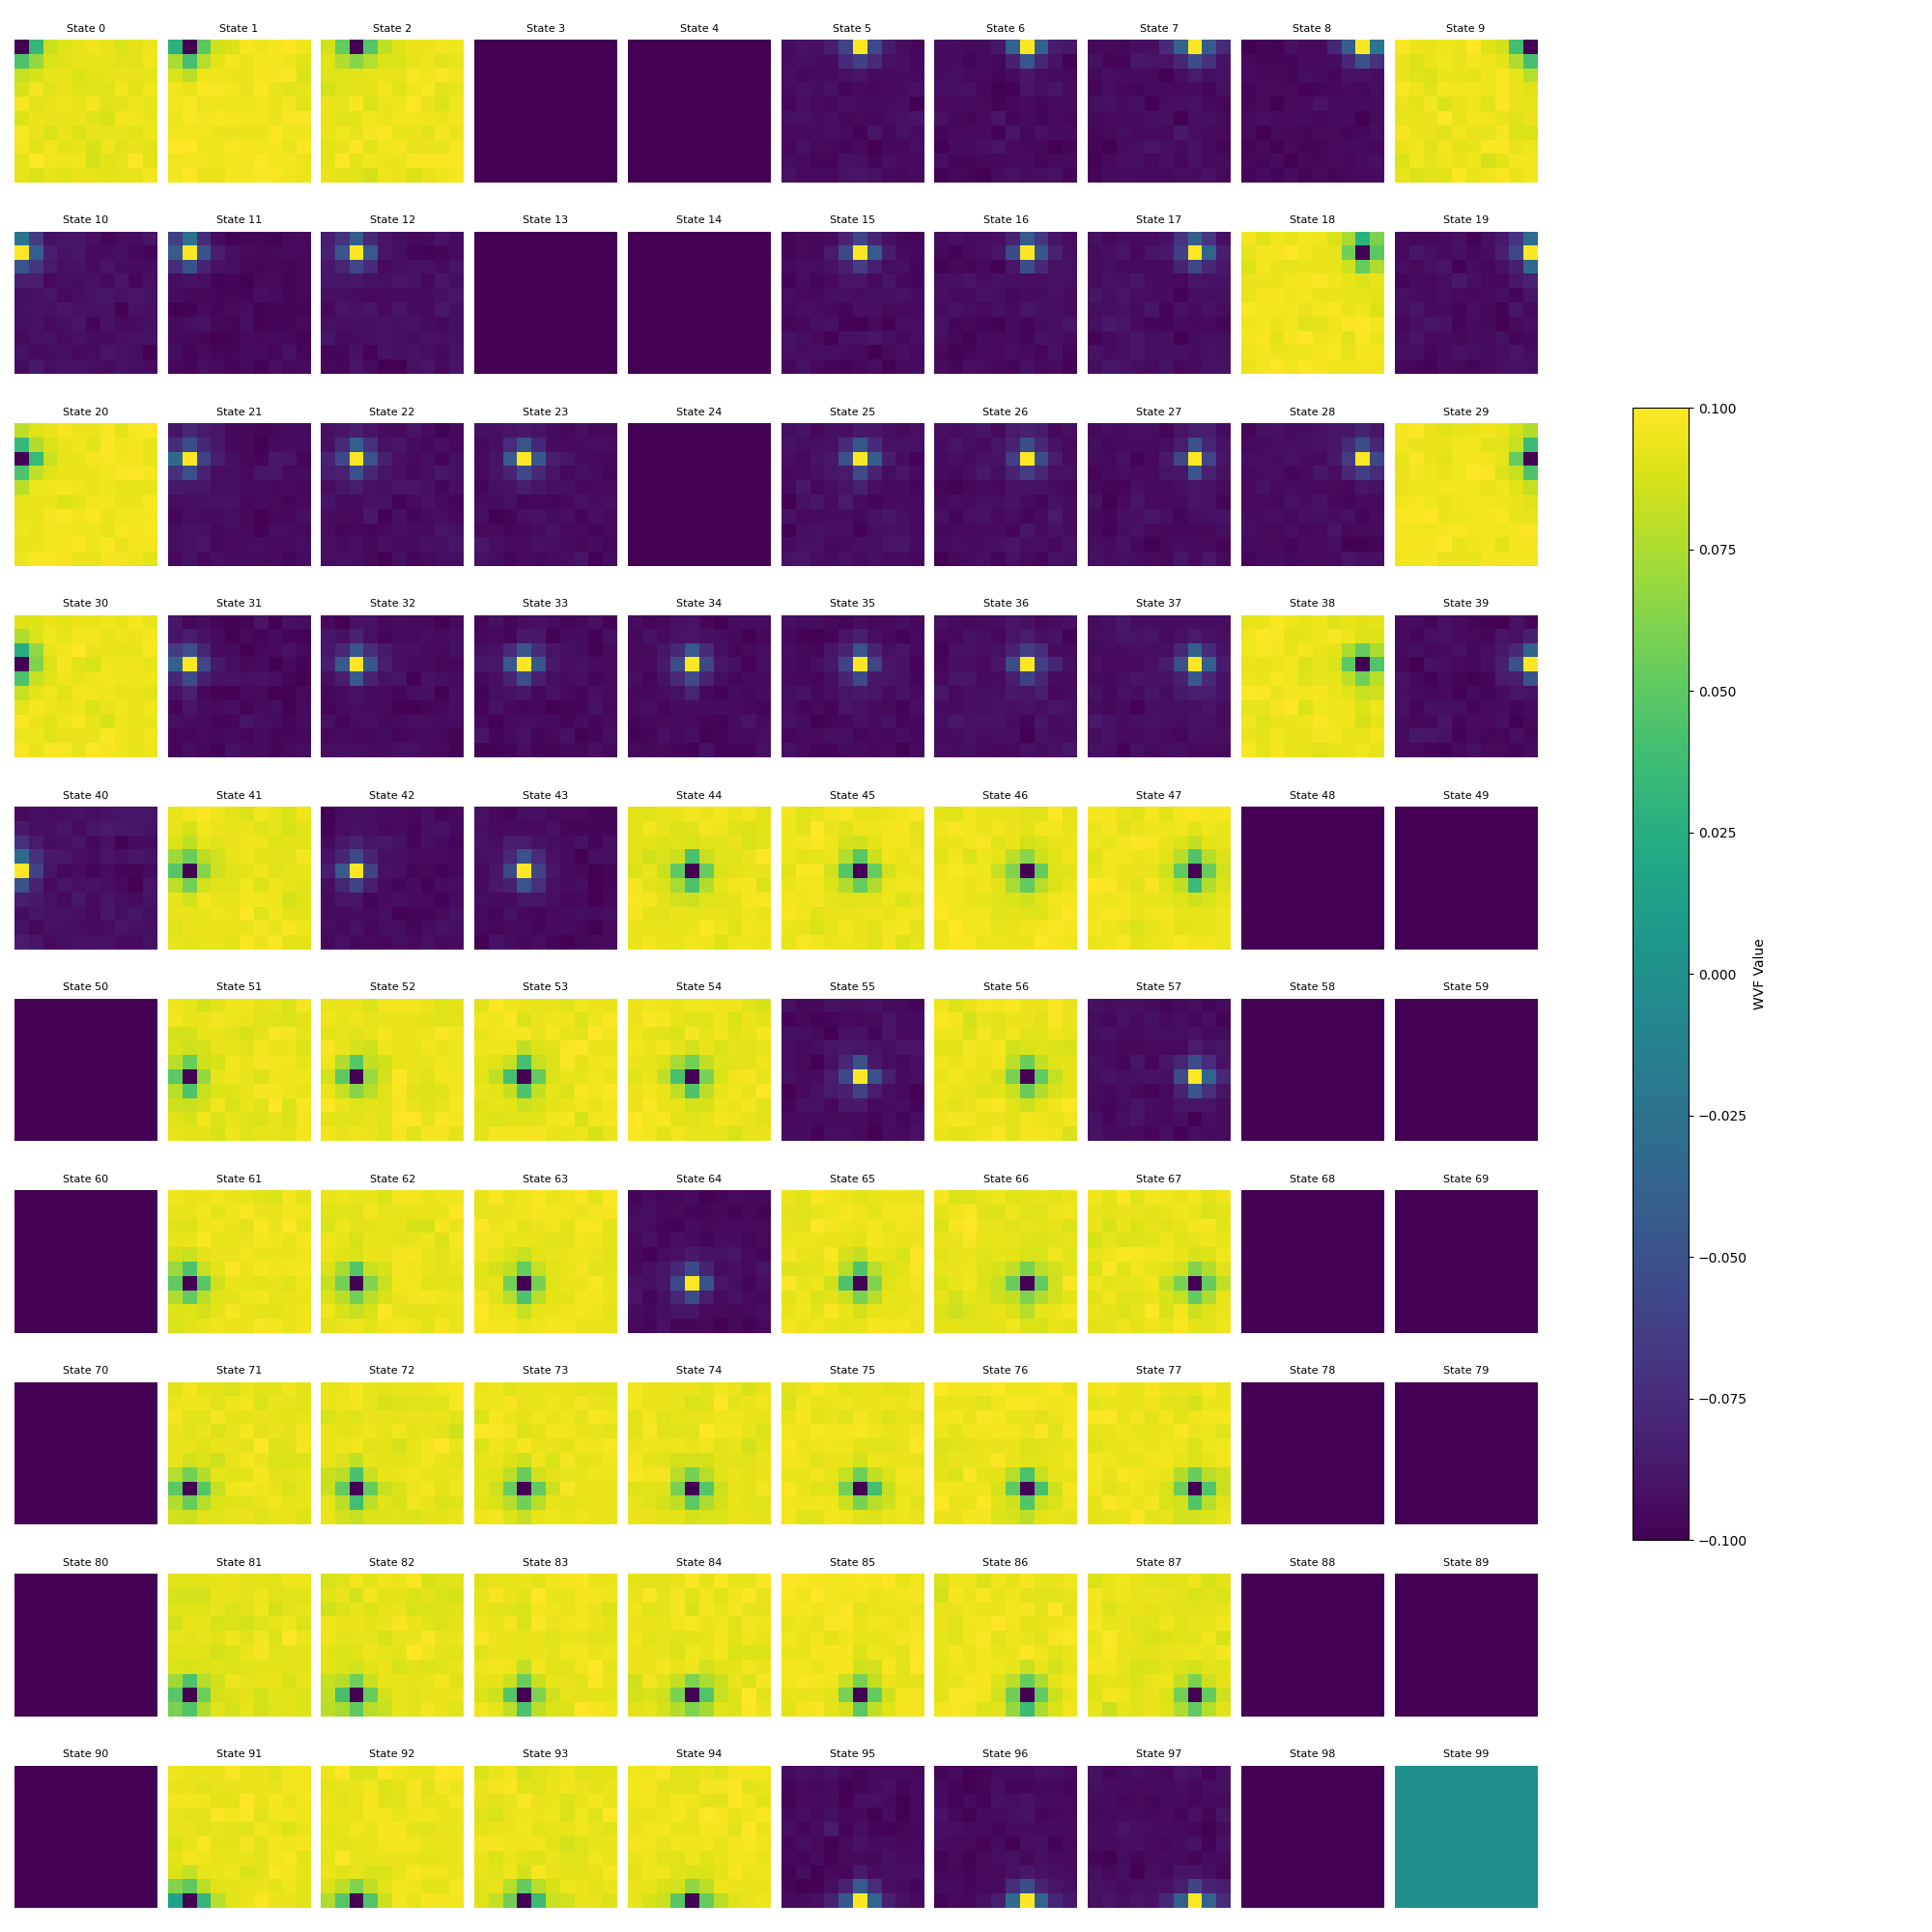 State 0 State 1 State 2 State 3 State 4 State 5 State 6 State 7 State 8 State 9
State 10 State 11 State 12 State 13 State 14 State 15 State 16 State 17 State 18 State 19
State 20 State 21 State 22 State 23 State 24 State 25 State 26 State 27 State 28 State 29
State 30 State 31 State 32 State 33 State 34 State 35 State 36 State 37 State 38 State 39
State 40 State 41 State 42 State 43 State 44 State 45 State 46 State 47 State 48 State 49
State 50 State 51 State 52 State 53 State 54 State 55 State 56 State 57 State 58 State 59
State 60 State 61 State 62 State 63 State 64 State 65 State 66 State 67 State 68 State 69
State 70 State 71 State 72 State 73 State 74 State 75 State 76 State 77 State 78 State 79
State 80 State 81 State 82 State 83 State 84 State 85 State 86 State 87 State 88 State 89
State 90 State 91 State 92 State 93 State 94 State 95 State 96 State 97 State 98 State 99
0.100
0.075
0.050
0.025
0.000
−0.025
−0.050
−0.075
−0.100
WVF Value